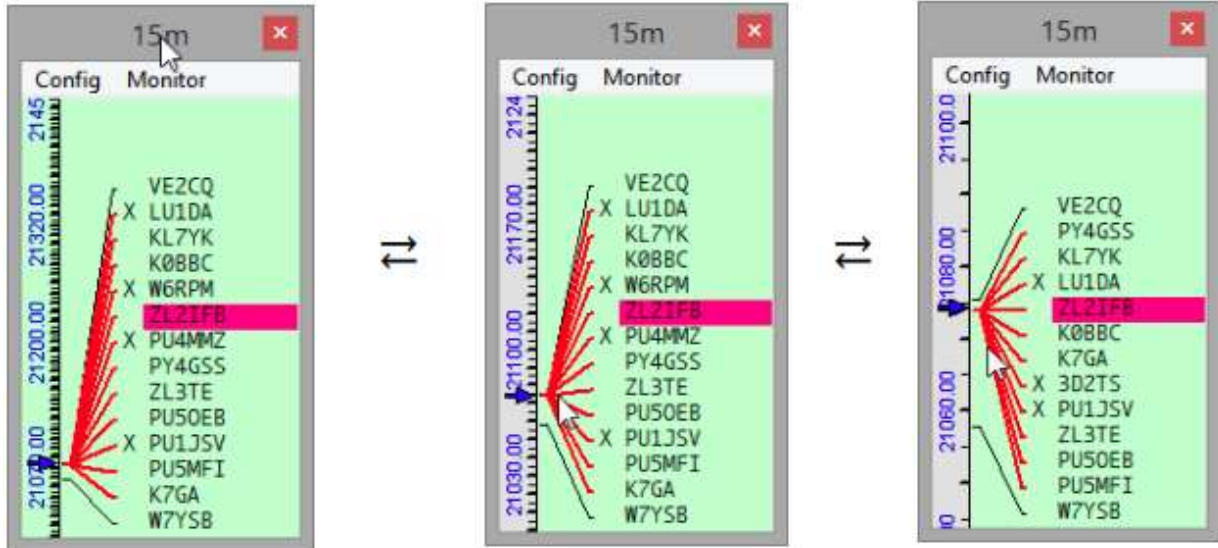 15m
Config Monitor
2145
21320.00
21200.00
21070.00
VE2CQ
X LU1DA
KL7YK
K0BBC
X W6RPM
ZL2IFB
X PU4MMZ
PY4GSS
ZL3TE
PU5OEB
X PU1JSV
PU5MFI
K7GA
W7YSB
15m
Config Monitor
2124
21170.00
21100.00
21030.00
VE2CQ
X LU1DA
KL7YK
K0BBC
X W6RPM
ZL2IFB
X PU4MMZ
PY4GSS
ZL3TE
PU5OEB
X PU1JSV
PU5MFI
K7GA
W7YSB
15m
Config Monitor
21100.0
21080.00
21060.00
VE2CQ
PY4GSS
KL7YK
X LU1DA
ZL2IFB
K0BBC
K7GA
X 3D2TS
X PU1JSV
ZL3TE
PU5OEB
PU5MFI
W7YSB